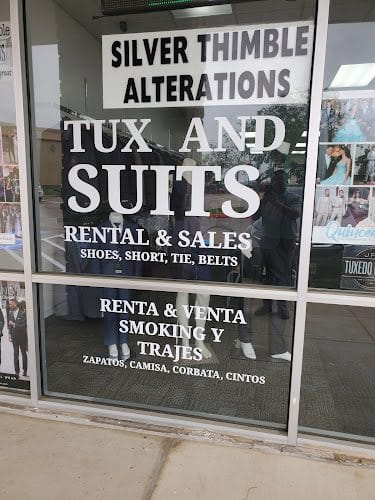 SILVER THIMBLE
ALTERATIONS
TUX AND
SUITS
RENTAL & SALES
SHOES, SHORT, TIE, BELTS
RENTA & VENTA
SMOKING Y
TRAJES
ZAPATOS, CAMISA, CORBATA, CINTOS
TUXEDO